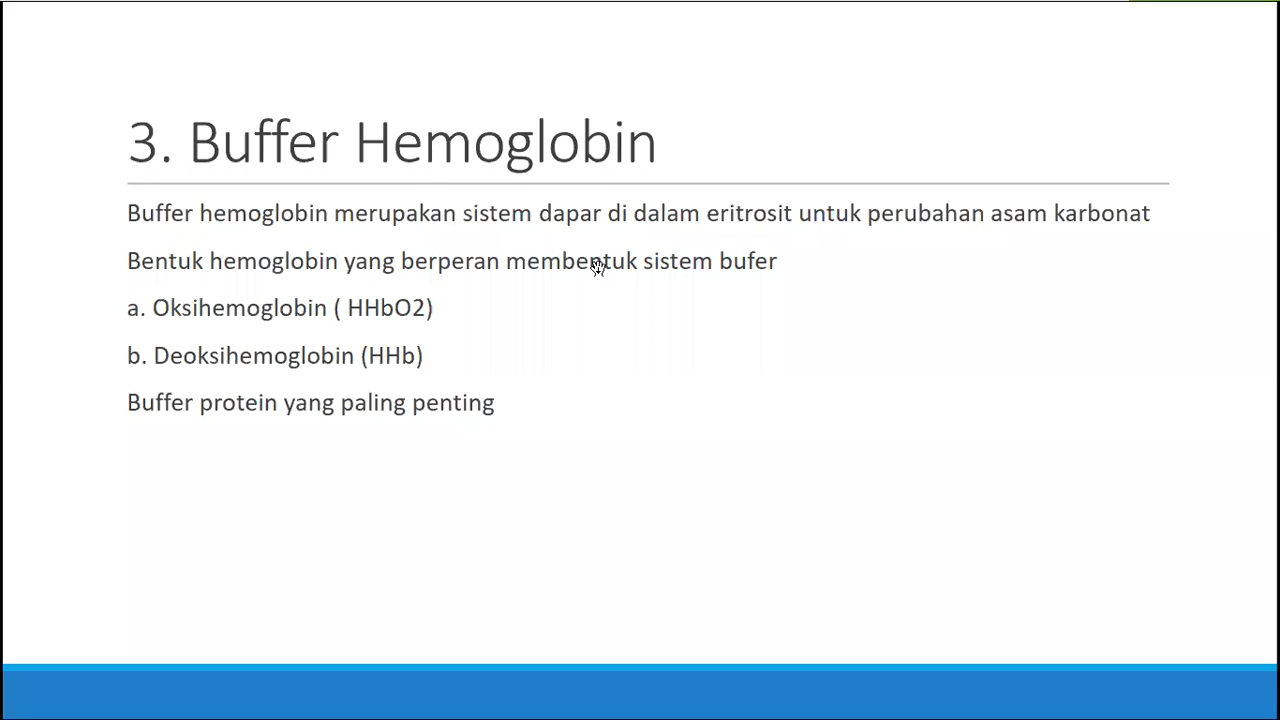 3. Buffer Hemoglobin
Buffer hemoglobin merupakan sistem dapar di dalam eritrosit untuk perubahan asam karbonat
Bentuk hemoglobin yang berperan membentuk sistem bufer
a. Oksihemoglobin ( HHbO2)
b. Deoksihemoglobin (HHb)
Buffer protein yang paling penting